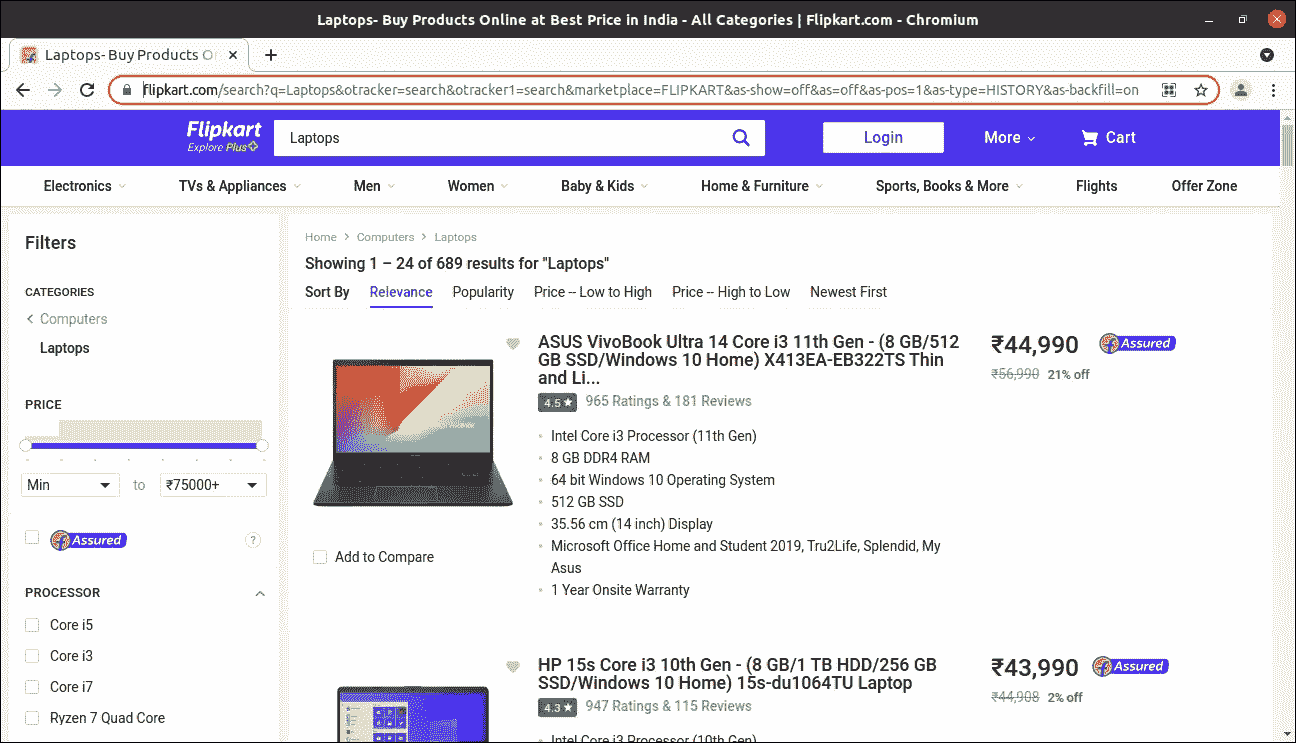 Laptops- Buy Products Online at Best Price in India - All Categories | Flipkart.com - Chromium
Laptops- Buy Products O
flipkart.com/search?q=Laptops&otracker=search&otracker1=search&marketplace=FLIPKART&as-show=off&as=off&as-pos=1&as-type=HISTORY&as-backfill=on
Flipkart
Explore Plus
Laptops
Login
More
Cart
Electronics
TVs & Appliances
Men
Women
Baby & Kids
Home & Furniture
Sports, Books & More
Flights
Offer Zone
Filters
CATEGORIES
Computers
Laptops
PRICE
Min
to
₹75000+
Assured
?
PROCESSOR
Core i5
Core i3
Core i7
Ryzen 7 Quad Core
Home > Computers > Laptops
Showing 1 – 24 of 689 results for "Laptops"
Sort By Relevance Popularity Price -- Low to High Price -- High to Low Newest First
ASUS VivoBook Ultra 14 Core i3 11th Gen - (8 GB/512
GB SSD/Windows 10 Home) X413EA-EB322TS Thin
and Li...
4.5★ 965 Ratings & 181 Reviews
Intel Core i3 Processor (11th Gen)
8 GB DDR4 RAM
64 bit Windows 10 Operating System
512 GB SSD
35.56 cm (14 inch) Display
Microsoft Office Home and Student 2019, Tru2Life, Splendid, My
Asus
1 Year Onsite Warranty
Add to Compare
₹44,990
Assured
₹56,990 21% off
HP 15s Core i3 10th Gen - (8 GB/1 TB HDD/256 GB
SSD/Windows 10 Home) 15s-du1064TU Laptop
4.3★ 947 Ratings & 115 Reviews
Intel Core i3 Processor (10th Gen)
₹43,990
Assured
₹44,908 2% off